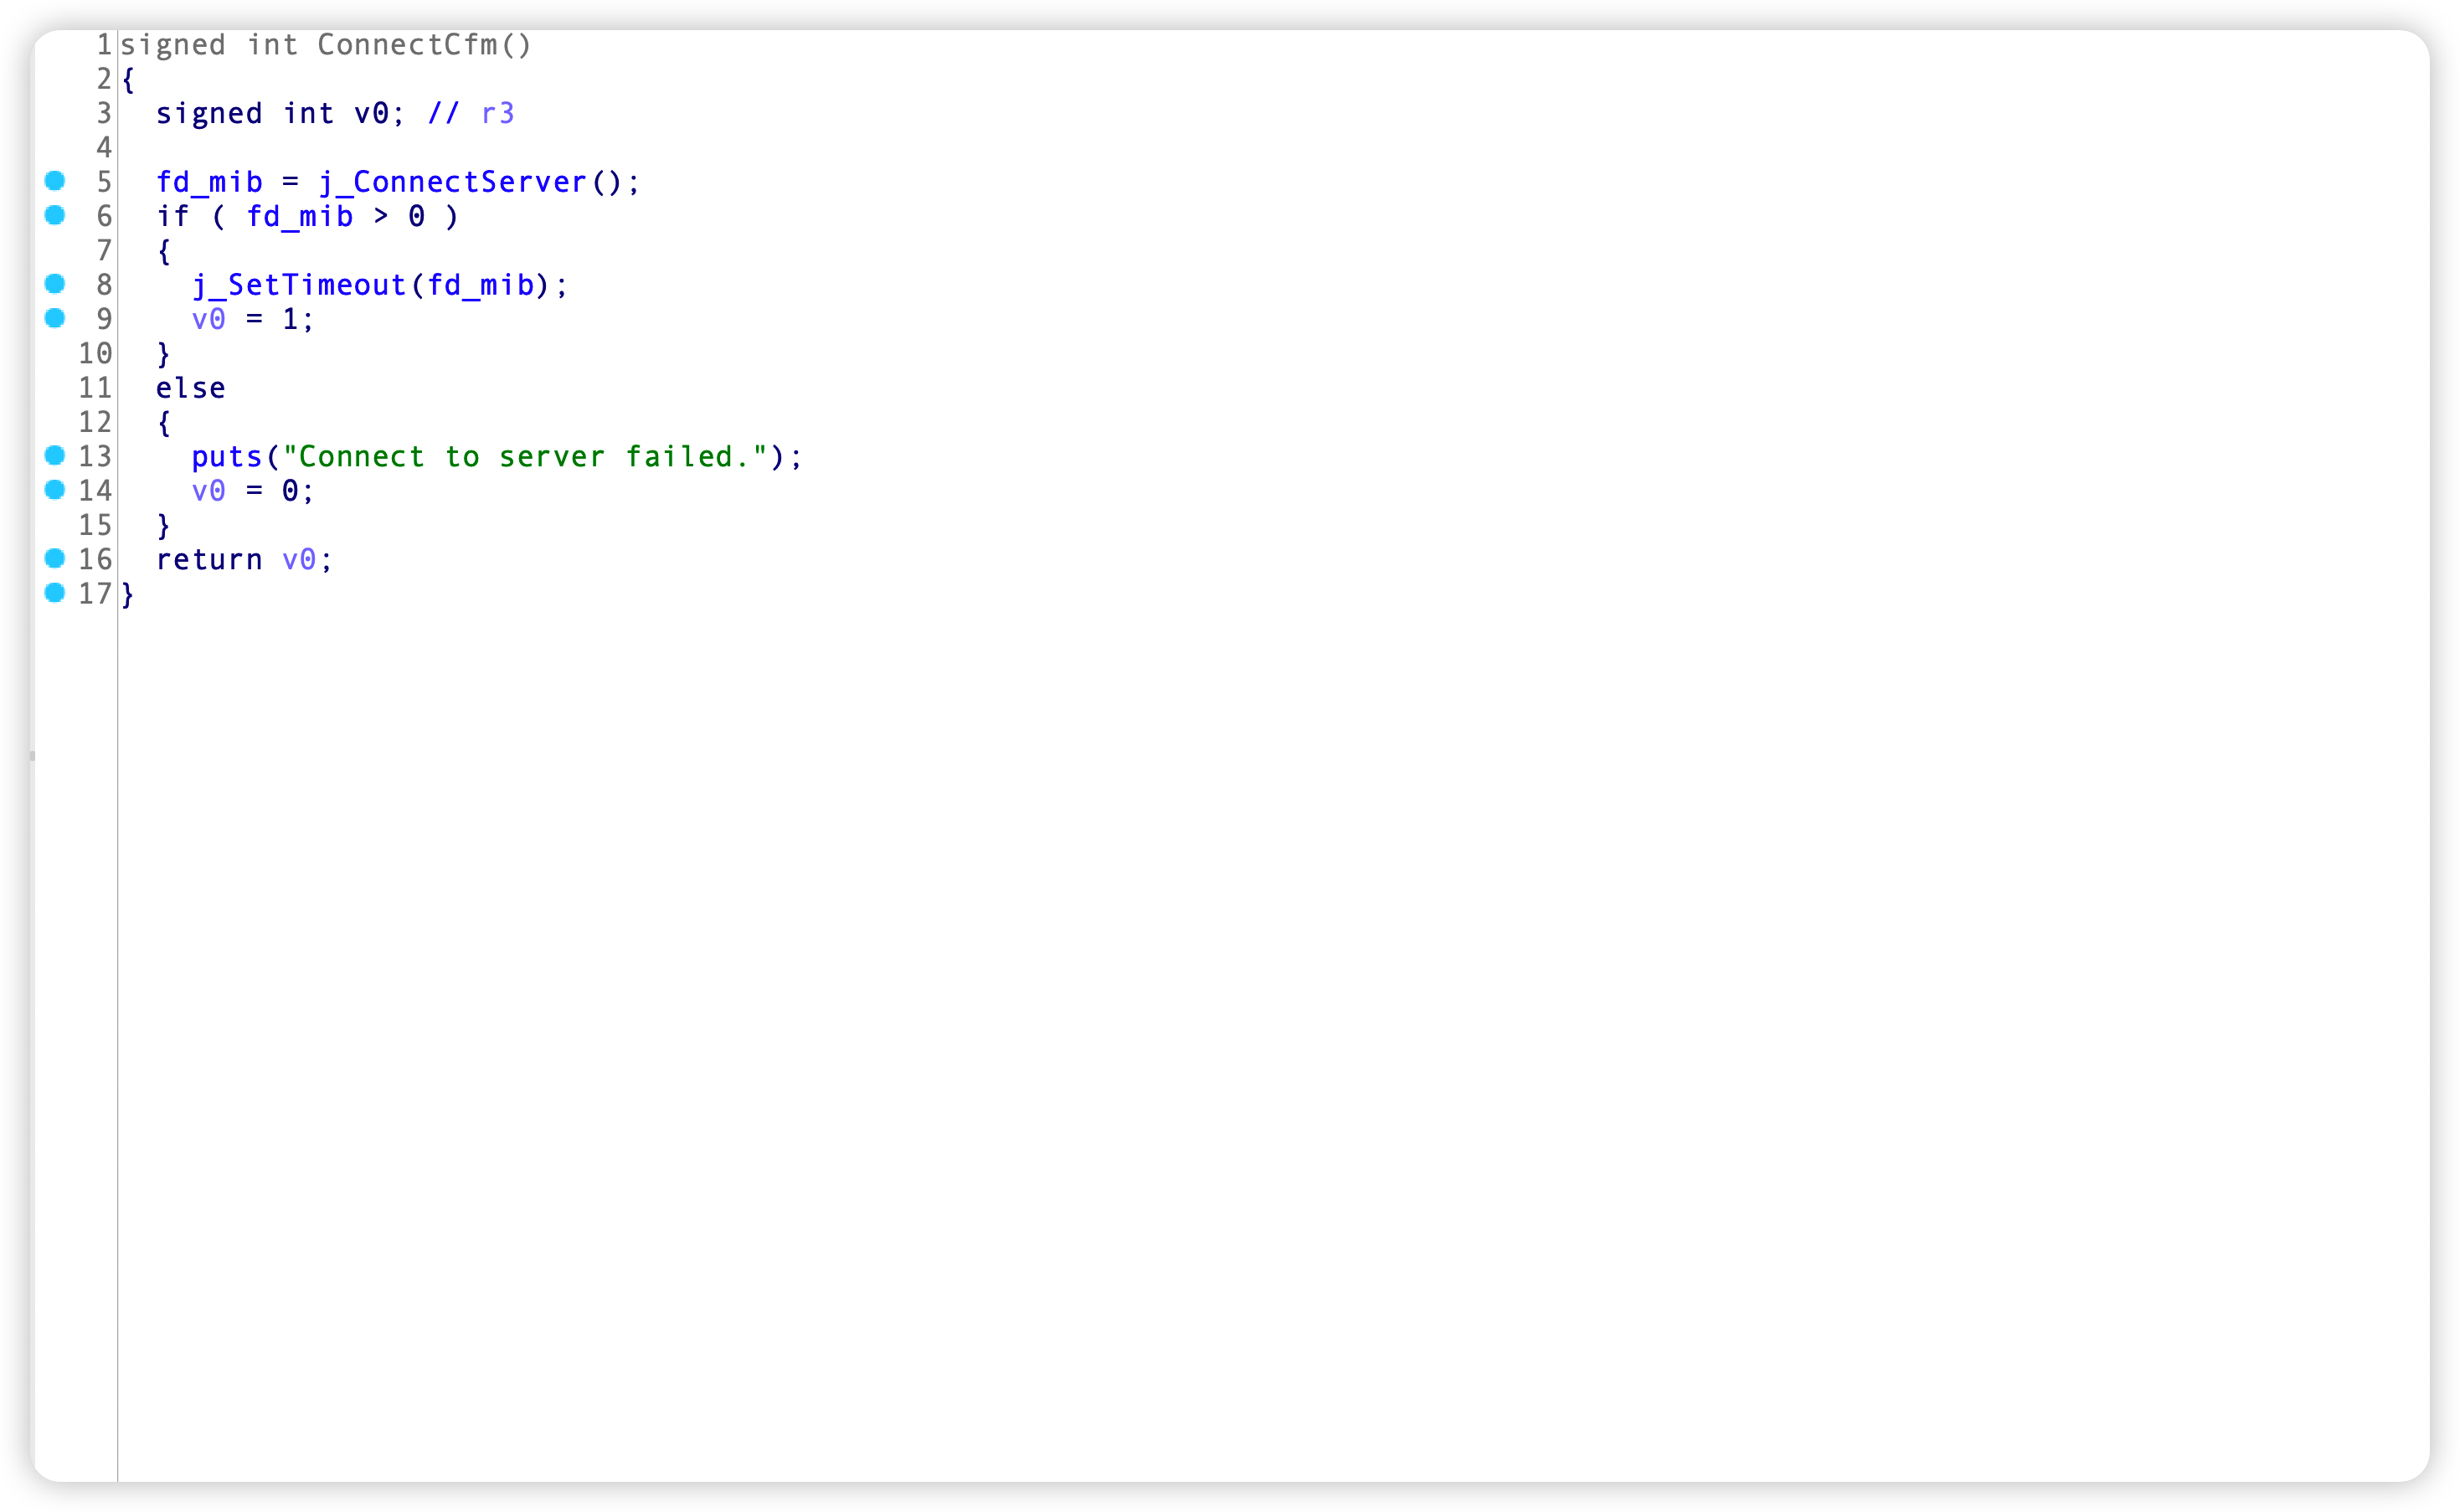 1 signed int ConnectCfm()
2 {
3   signed int v0; // r3
4
5   fd_mib = j_ConnectServer();
6   if ( fd_mib > 0 )
7   {
8     j_SetTimeout(fd_mib);
9     v0 = 1;
10   }
11   else
12   {
13     puts("Connect to server failed.");
14     v0 = 0;
15   }
16   return v0;
17 }